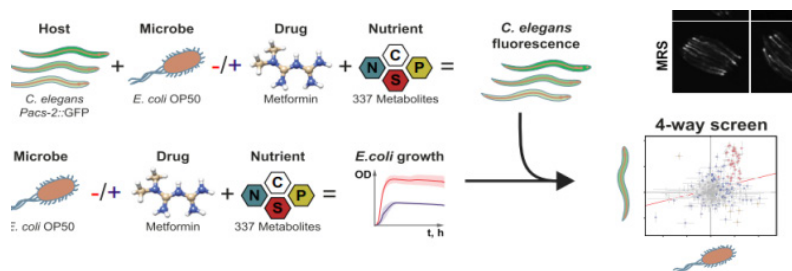 Host
Microbe
Drug
Nutrient
C. elegans
fluorescence
+
-/+
+
=
N C S P
C. elegans
Pacs-2::GFP
E. coli OP50
Metformin
337 Metabolites
MRS
4-way screen
Microbe
Drug
Nutrient
E.coli growth
-/+
+
=
N C S P
OD
t, h
E. coli OP50
Metformin
337 Metabolites